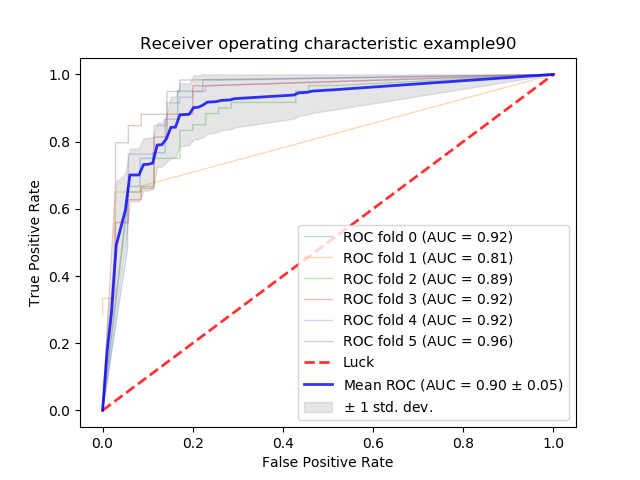 Receiver operating characteristic example90
True Positive Rate
1.0
0.8
0.6
0.4
0.2
0.0
ROC fold 0 (AUC = 0.92)
ROC fold 1 (AUC = 0.81)
ROC fold 2 (AUC = 0.89)
ROC fold 3 (AUC = 0.92)
ROC fold 4 (AUC = 0.92)
ROC fold 5 (AUC = 0.96)
Luck
Mean ROC (AUC = 0.90 ± 0.05)
± 1 std. dev.
0.0 0.2 0.4 0.6 0.8 1.0
False Positive Rate